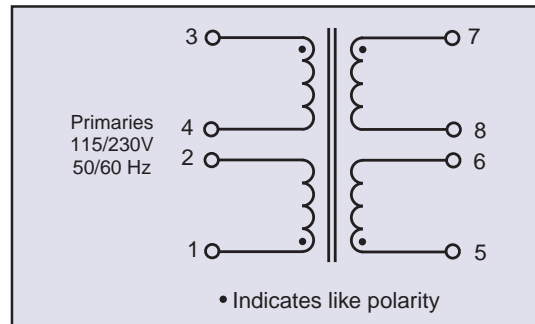 3
7
Primaries
115/230V
50/60 Hz
4
8
2
6
1
5
• Indicates like polarity